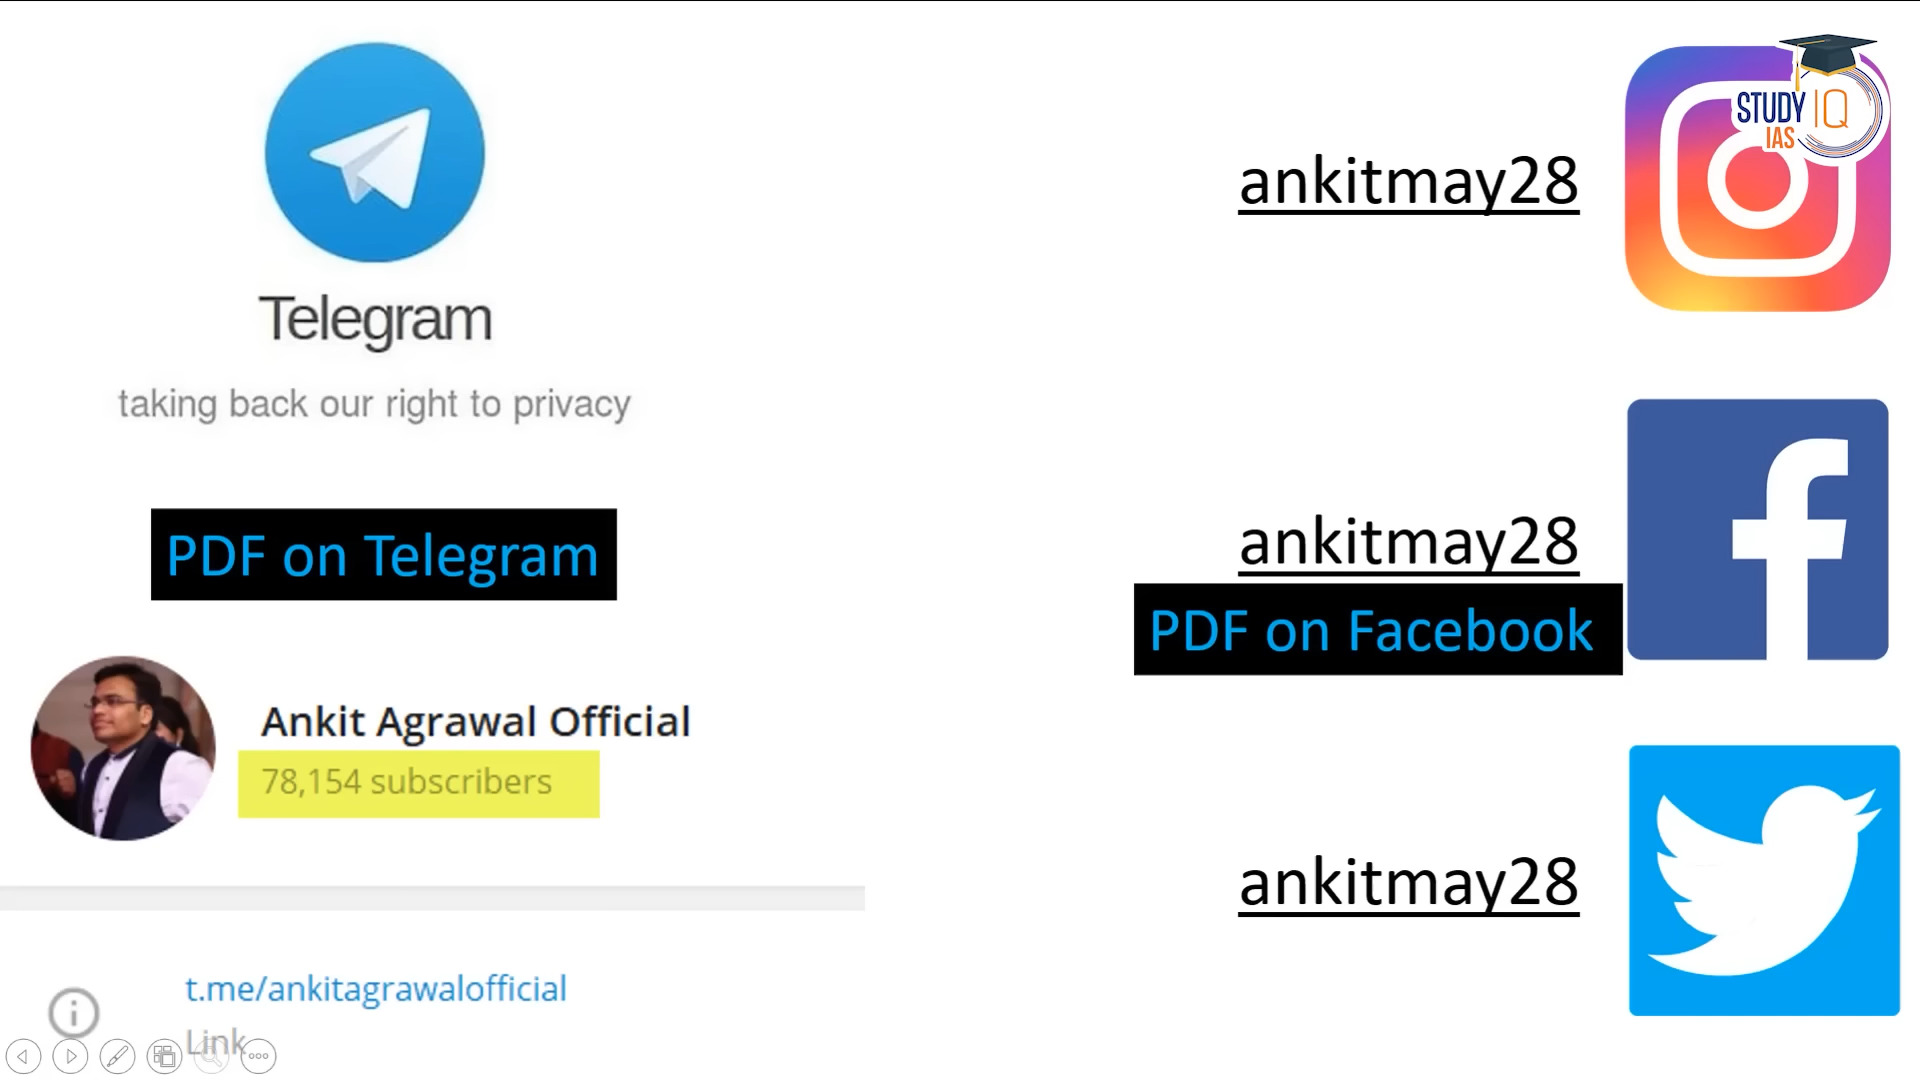 Telegram
taking back our right to privacy
PDF on Telegram
Ankit Agrawal Official
78,154 subscribers
t.me/ankitagrawalofficial
Link
STUDY IQ
IAS
ankitmay28
ankitmay28
PDF on Facebook
ankitmay28